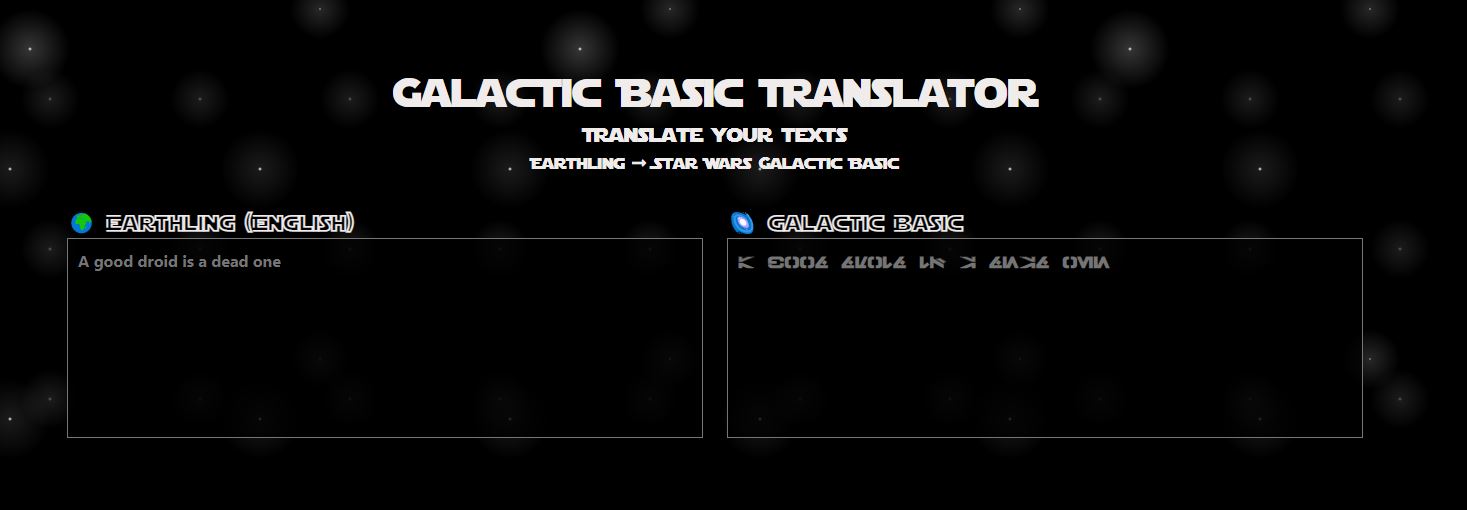 GALACTIC BASIC TRANSLATOR
TRANSLATE YOUR TEXTS
EARTHLING → STAR WARS GALACTIC BASIC
EARTHLING (ENGLISH)
GALACTIC BASIC
A good droid is a dead one